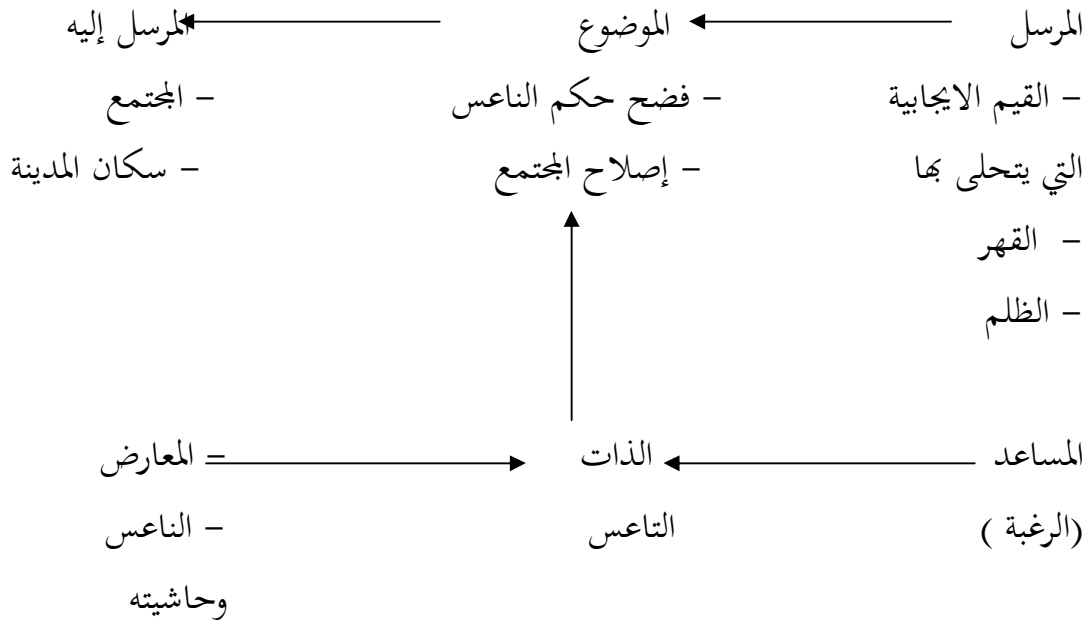 المرسل الموضوع المرسل إليه
– القيم الايجابية – فضح حكم الناعس – المجتمع
التي يتحلى بها – إصلاح المجتمع – سكان المدينة
– القهر
– الظلم
المساعد الذات – المعارض
(الرغبة ) التاعس – الناعس
وحاشيته